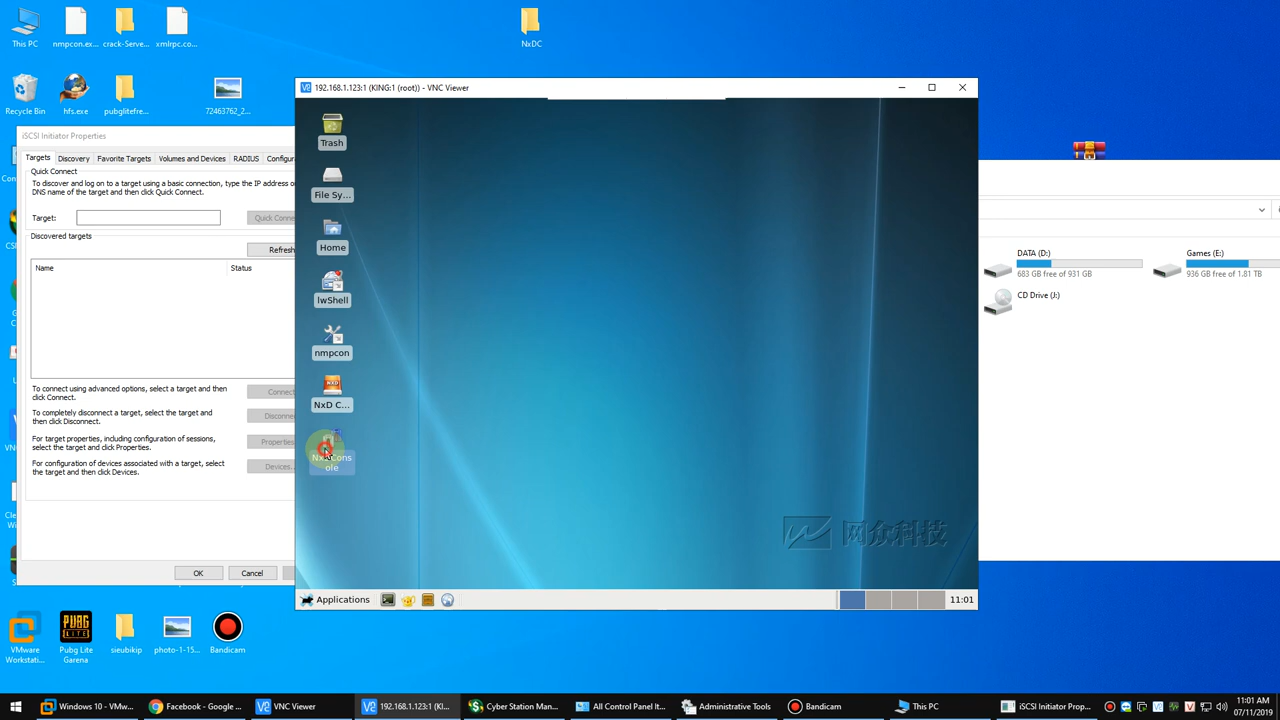 This PC
nmpcon.ex...
crack-Serve...
xmlrpc.co...
NxDC
Recycle Bin
hfs.exe
pubglitefre...
72463762_2...
192.168.1.123:1 (KING:1 (root)) - VNC Viewer
iSCSI Initiator Properties
Targets
Discovery
Favorite Targets
Volumes and Devices
RADIUS
Configura
Quick Connect
To discover and log on to a target using a basic connection, type the IP address or
DNS name of the target and then click Quick Connect.
Target:
Quick Conne
Discovered targets
Refresh
Name
Status
To connect using advanced options, select a target and then
click Connect.
Connect
To completely disconnect a target, select the target and
then click Disconnect.
Disconne
For target properties, including configuration of sessions,
select the target and click Properties.
Properties
For configuration of devices associated with a target, select
the target and then click Devices.
Devices..
OK
Cancel
Trash
File Sy...
Home
lwShell
nmpcon
NXD
NxD C...
网众科技
Applications
11:01
DATA (D:)
683 GB free of 931 GB
Games (E:)
936 GB free of 1.81 TB
CD Drive (J:)
VMware
Workstati...
PUBG
LITE
Pubg Lite
Garena
sieubikip
photo-1-15...
Bandicam
Windows 10 - VMw...
Facebook - Google ...
VNC Viewer
192.168.1.123:1 (KI...
Cyber Station Man...
All Control Panel It...
Administrative Tools
Bandicam
This PC
iSCSI Initiator Prop...
11:01 AM
07/11/2019